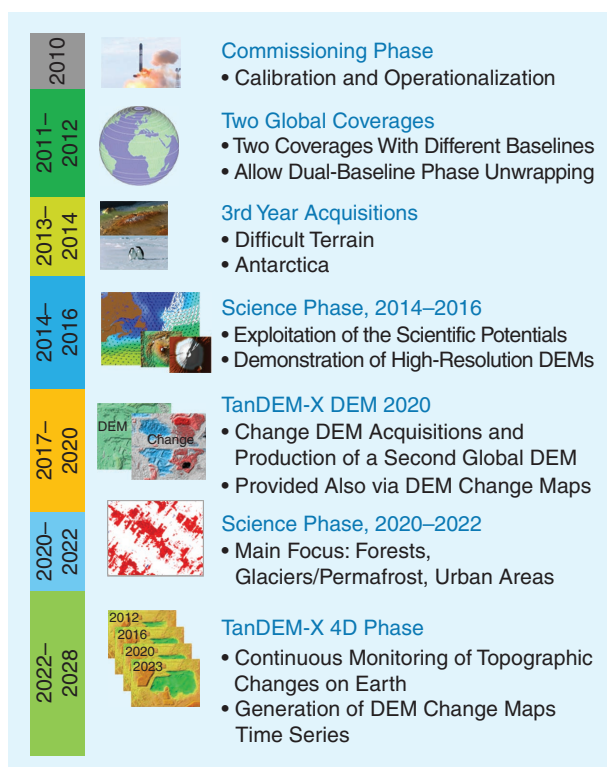 2010
Commissioning Phase
• Calibration and Operationalization
2011–
2012
Two Global Coverages
• Two Coverages With Different Baselines
• Allow Dual-Baseline Phase Unwrapping
2013–
2014
3rd Year Acquisitions
• Difficult Terrain
• Antarctica
2014–
2016
Science Phase, 2014–2016
• Exploitation of the Scientific Potentials
• Demonstration of High-Resolution DEMs
2017–
2020
DEM
Change
TanDEM-X DEM 2020
• Change DEM Acquisitions and
Production of a Second Global DEM
• Provided Also via DEM Change Maps
2020–
2022
Science Phase, 2020–2022
• Main Focus: Forests,
Glaciers/Permafrost, Urban Areas
2022–
2028
2012
2016
2020
2023
TanDEM-X 4D Phase
• Continuous Monitoring of Topographic
Changes on Earth
• Generation of DEM Change Maps
Time Series